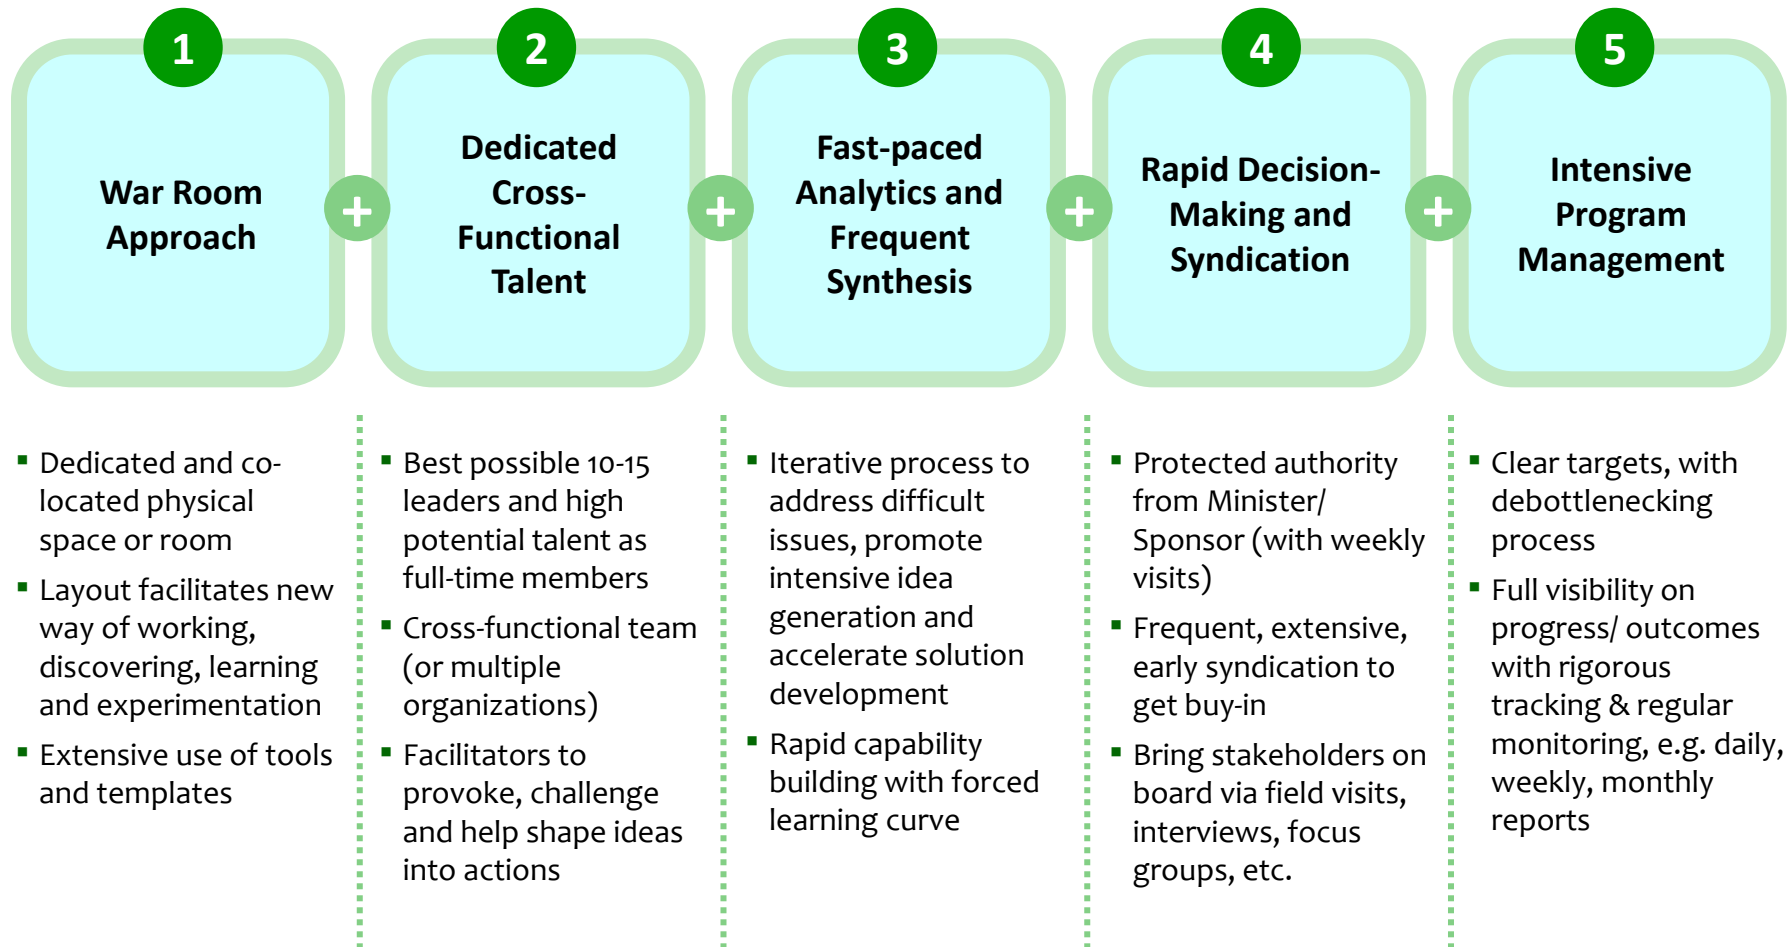 1
War Room
Approach
+
2
Dedicated
Cross-
Functional
Talent
+
3
Fast-paced
Analytics and
Frequent
Synthesis
+
4
Rapid Decision-
Making and
Syndication
+
5
Intensive
Program
Management
▪ Dedicated and co-
located physical
space or room
▪ Layout facilitates new
way of working,
discovering, learning
and experimentation
▪ Extensive use of tools
and templates
▪ Best possible 10-15
leaders and high
potential talent as
full-time members
▪ Cross-functional team
(or multiple
organizations)
▪ Facilitators to
provoke, challenge
and help shape ideas
into actions
▪ Iterative process to
address difficult
issues, promote
intensive idea
generation and
accelerate solution
development
▪ Rapid capability
building with forced
learning curve
▪ Protected authority
from Minister/
Sponsor (with weekly
visits)
▪ Frequent, extensive,
early syndication to
get buy-in
▪ Bring stakeholders on
board via field visits,
interviews, focus
groups, etc.
▪ Clear targets, with
debottlenecking
process
▪ Full visibility on
progress/ outcomes
with rigorous
tracking & regular
monitoring, e.g. daily,
weekly, monthly
reports